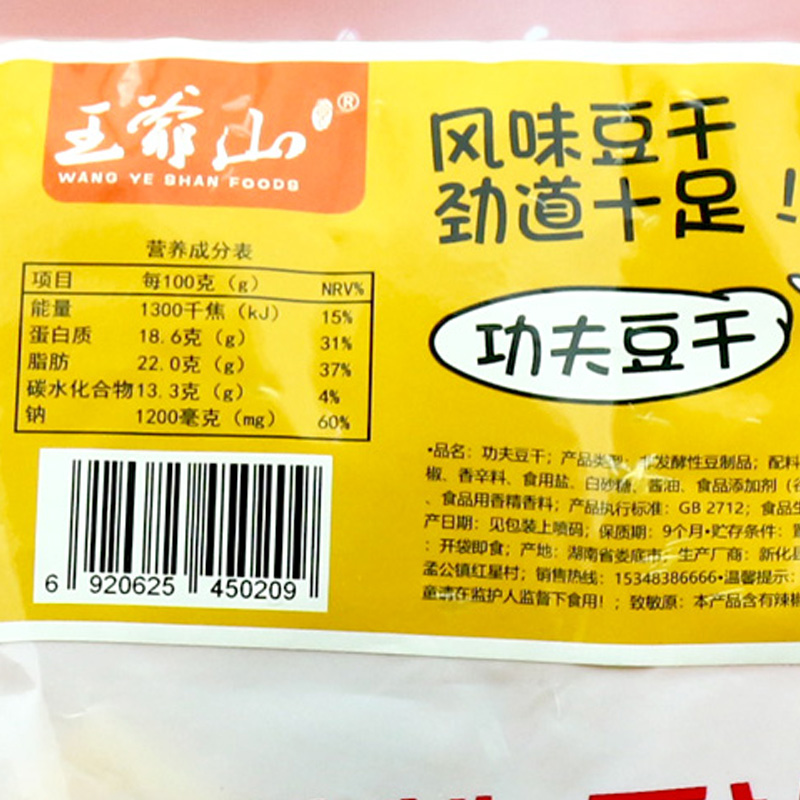 王爷山®
WANG YE SHAN FOODS
风味豆干
劲道十足！
功夫豆干
营养成分表
项目 每100克（g） NRV%
能量 1300千焦（kJ） 15%
蛋白质 18.6克（g） 31%
脂肪 22.0克（g） 37%
碳水化合物 13.3克（g） 4%
钠 1200毫克（mg） 60%
6 920625 450209
•品名：功夫豆干；产品类型：非发酵性豆制品；配料
椒、香辛料、食用盐、白砂糖、酱油、食品添加剂（谷
、食品用香精香料；产品执行标准：GB 2712；食品生
产日期：见包装上喷码；保质期：9个月•贮存条件：置
：开袋即食；产地：湖南省娄底市；生产厂商：新化县
孟公镇红星村；销售热线：15348386666•温馨提示：
童请在监护人监督下食用！；致敏原：本产品含有辣椒